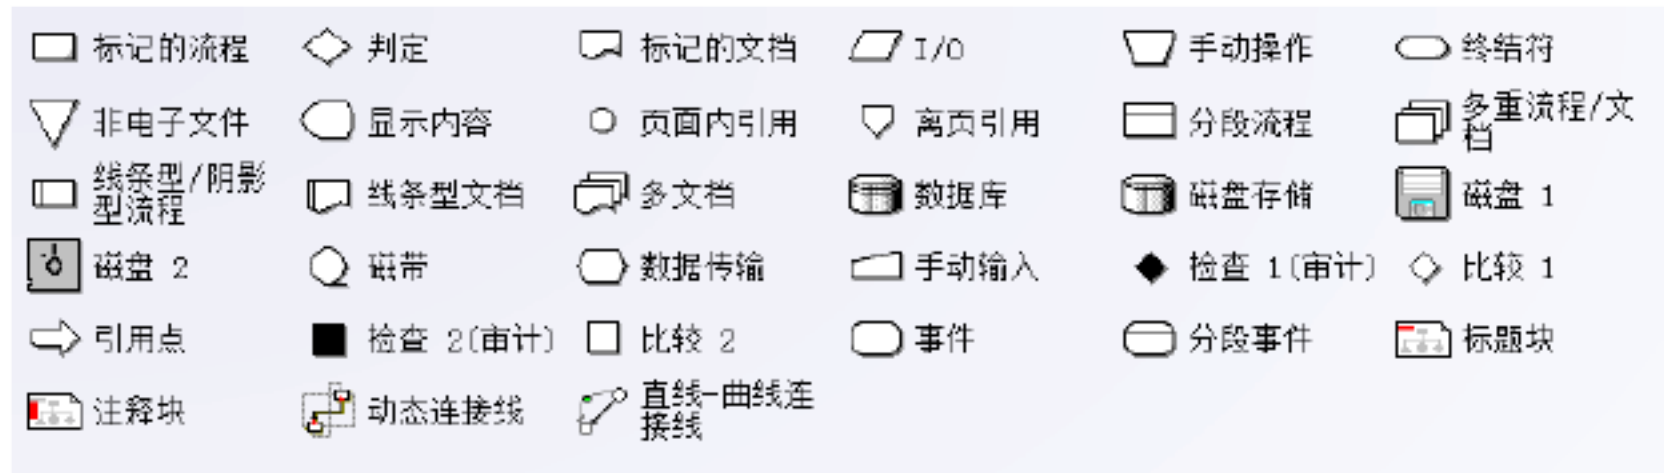 标记的流程 判定 标记的文档 I/O 手动操作 终结符
非电子文件 显示内容 页面内引用 离页引用 分段流程 多重流程/文
档
线条型/阴影
型流程 线条型文档 多文档 数据库 磁盘存储 磁盘 1
磁盘 2 磁带 数据传输 手动输入 检查 1(审计) 比较 1
引用点 检查 2(审计) 比较 2 事件 分段事件 标题块
注释块 动态连接线 直线-曲线连
接线